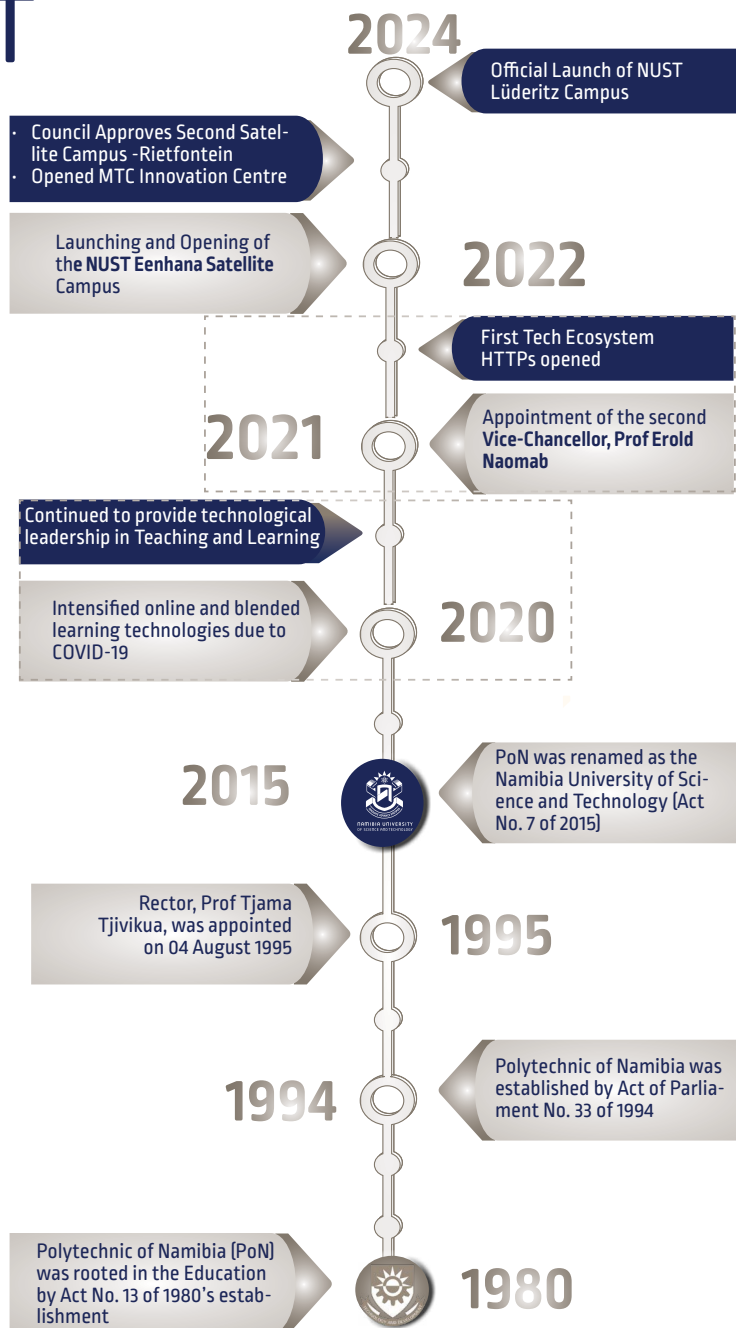 2024
Official Launch of NUST
Lüderitz Campus
· Council Approves Second Satel-
lite Campus -Rietfontein
· Opened MTC Innovation Centre
Launching and Opening of
the NUST Eenhana Satellite
Campus
2022
First Tech Ecosystem
HTTPs opened
2021
Appointment of the second
Vice-Chancellor, Prof Erold
Naomab
Continued to provide technological
leadership in Teaching and Learning
Intensified online and blended
learning technologies due to
COVID-19
2020
2015
NAMIBIA UNIVERSITY
OF SCIENCE AND TECHNOLOGY
PoN was renamed as the
Namibia University of Sci-
ence and Technology (Act
No. 7 of 2015)
Rector, Prof Tjama
Tjivikua, was appointed
on 04 August 1995
1995
1994
Polytechnic of Namibia was
established by Act of Parlia-
ment No. 33 of 1994
Polytechnic of Namibia (PoN)
was rooted in the Education
by Act No. 13 of 1980's estab-
lishment
1980